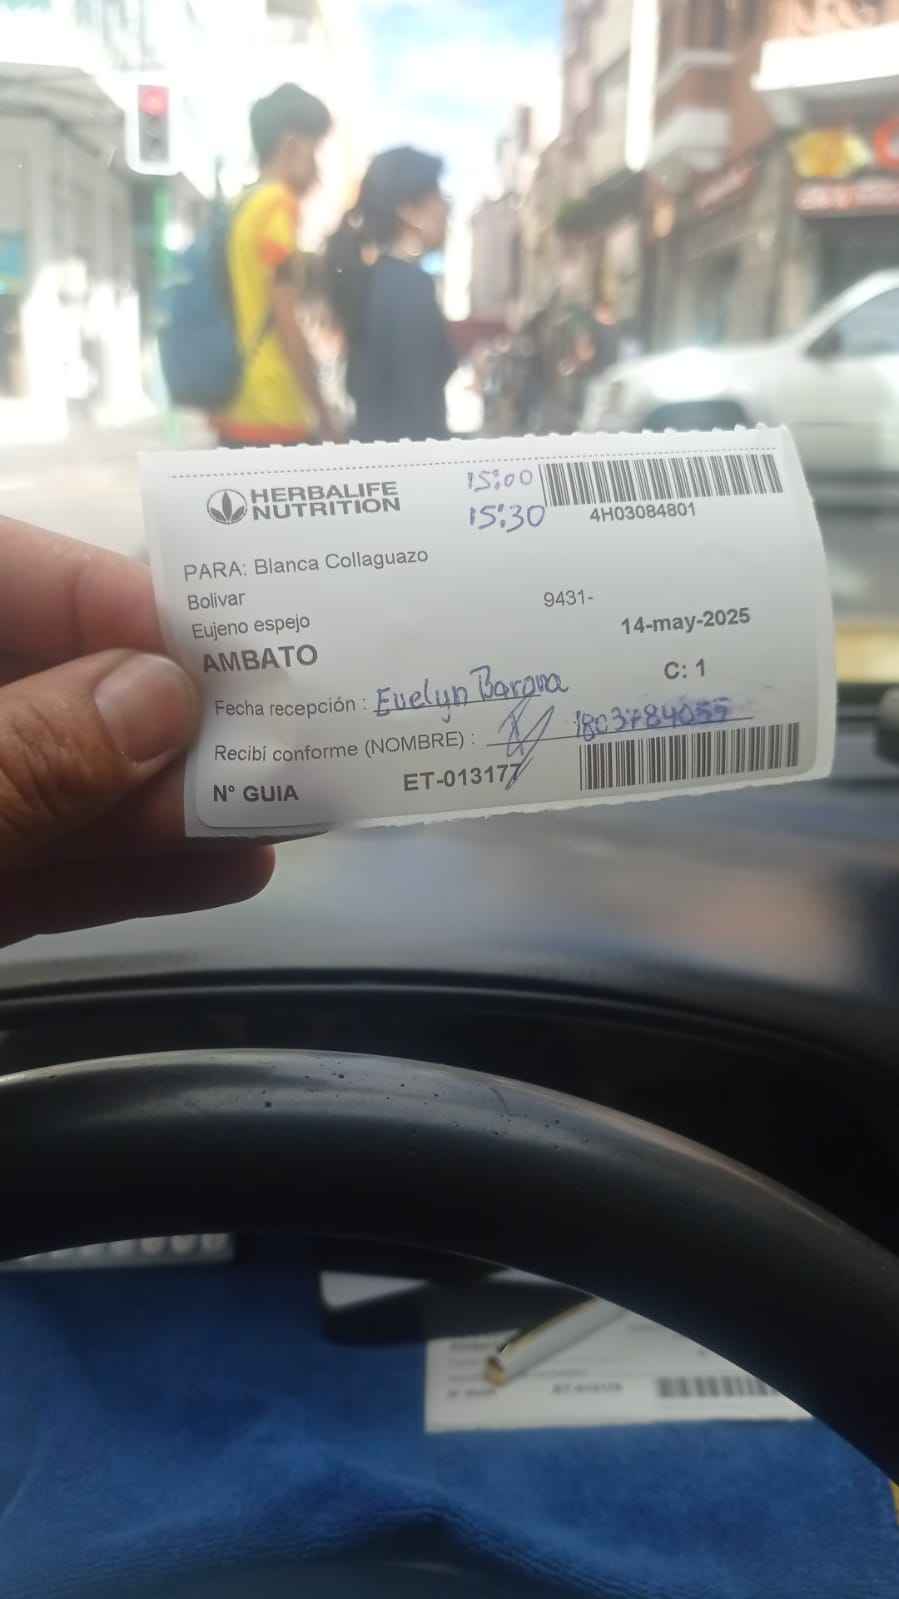 HERBALIFE
NUTRITION
15:00
15:30
4H03084801
PARA: Blanca Collaguazo
Bolivar
9431-
Eujeno espejo
14-may-2025
AMBATO
C: 1
Fecha recepción : Evelyn Barona
Recibí conforme (NOMBRE) : 1803784055
N° GUIA ET-013177